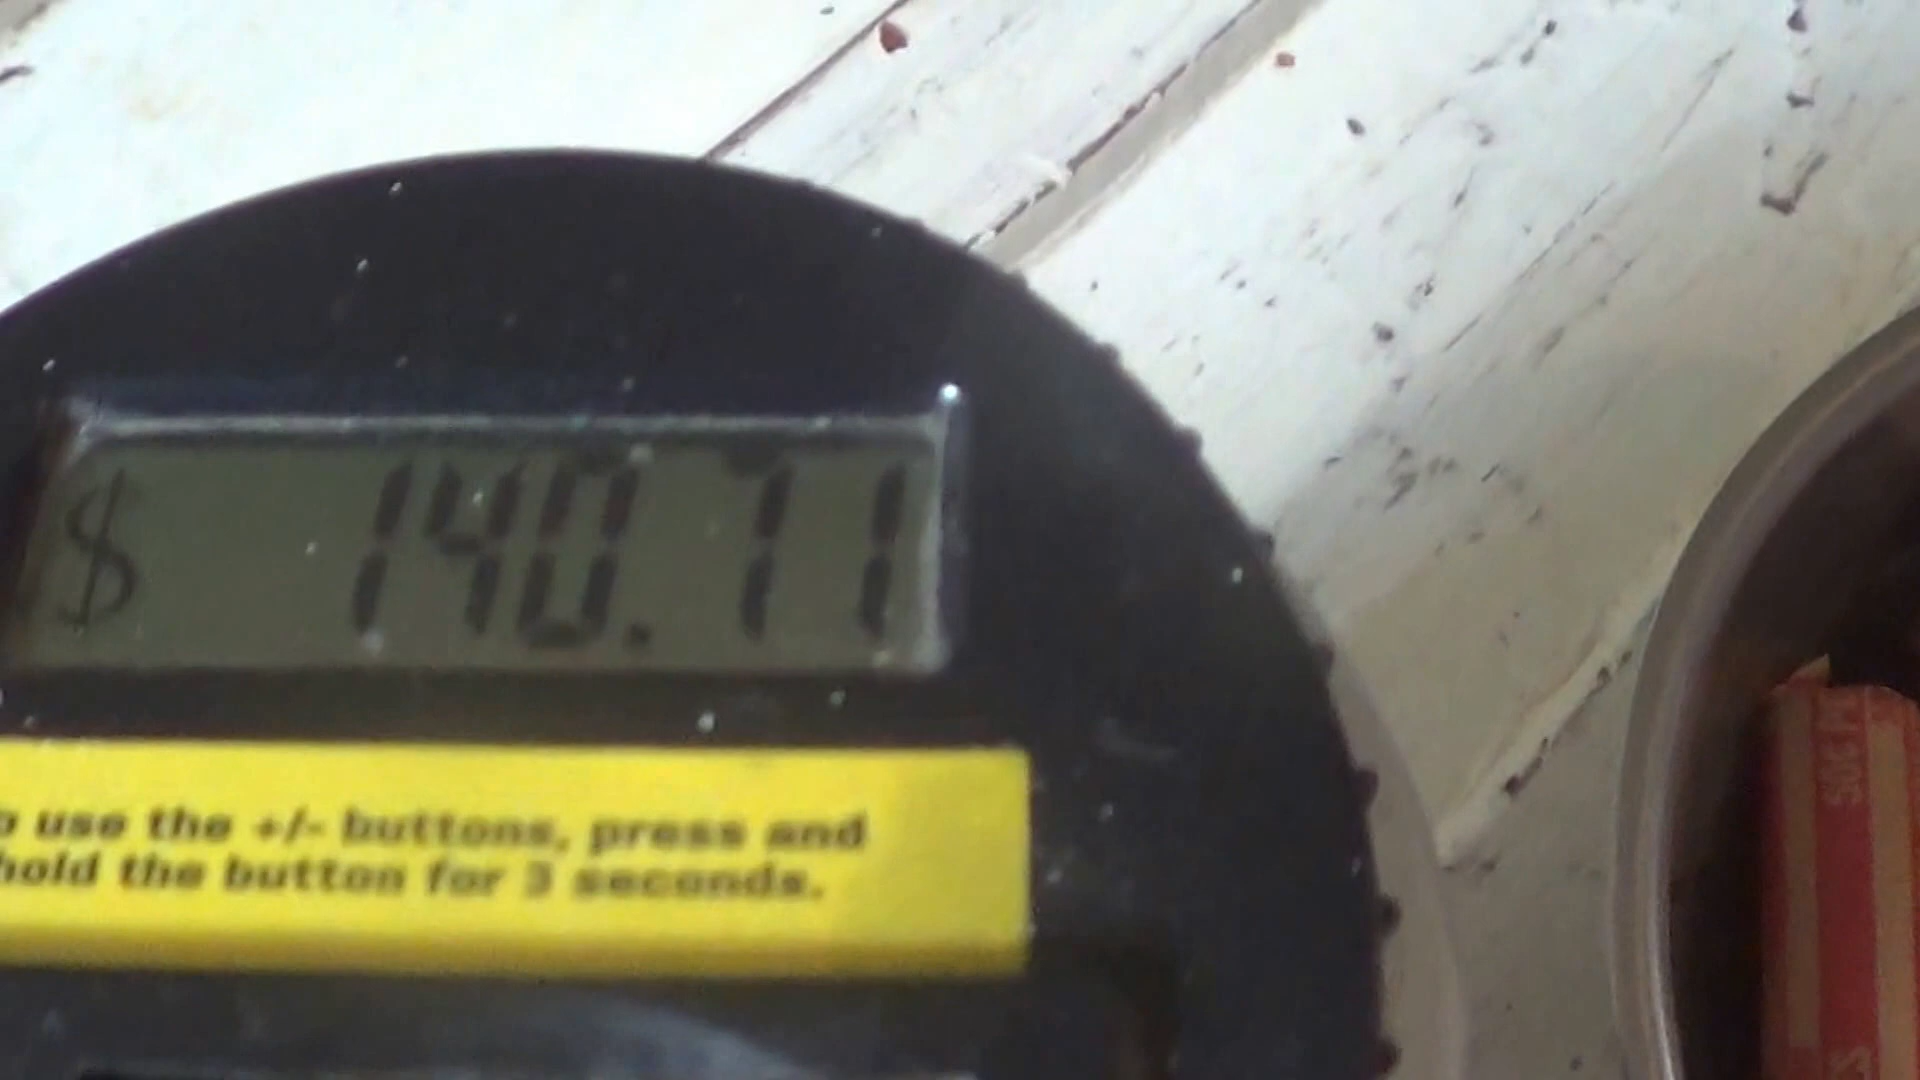 $ 140.71
o use the +/- buttons, press and
hold the button for 3 seconds.